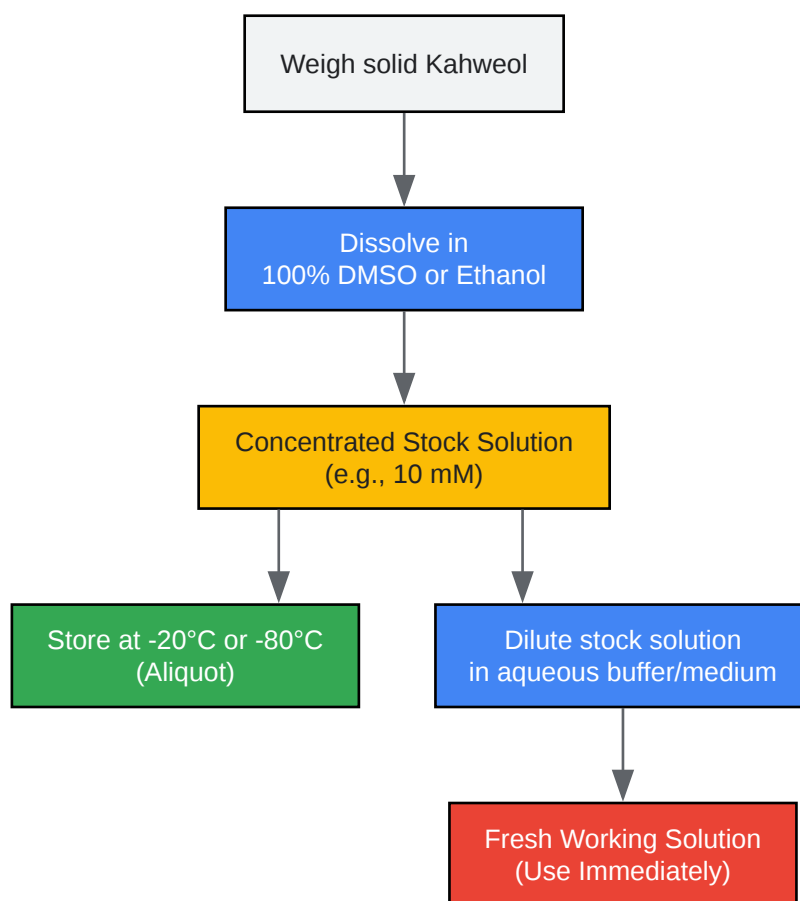 Weigh solid Kahweol
Dissolve in
100% DMSO or Ethanol
Concentrated Stock Solution
(e.g., 10 mM)
Store at -20°C or -80°C
(Aliquot)
Dilute stock solution
in aqueous buffer/medium
Fresh Working Solution
(Use Immediately)